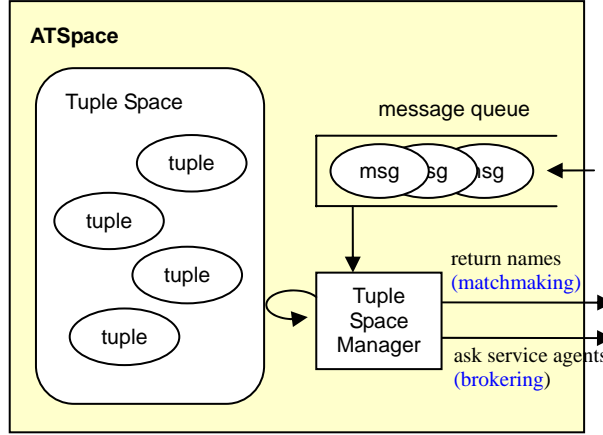 ATSpace
Tuple Space
tuple
tuple
tuple
tuple
message queue
msg
sg
sg
Tuple
Space
Manager
return names
(matchmaking)
ask service agents
(brokering)